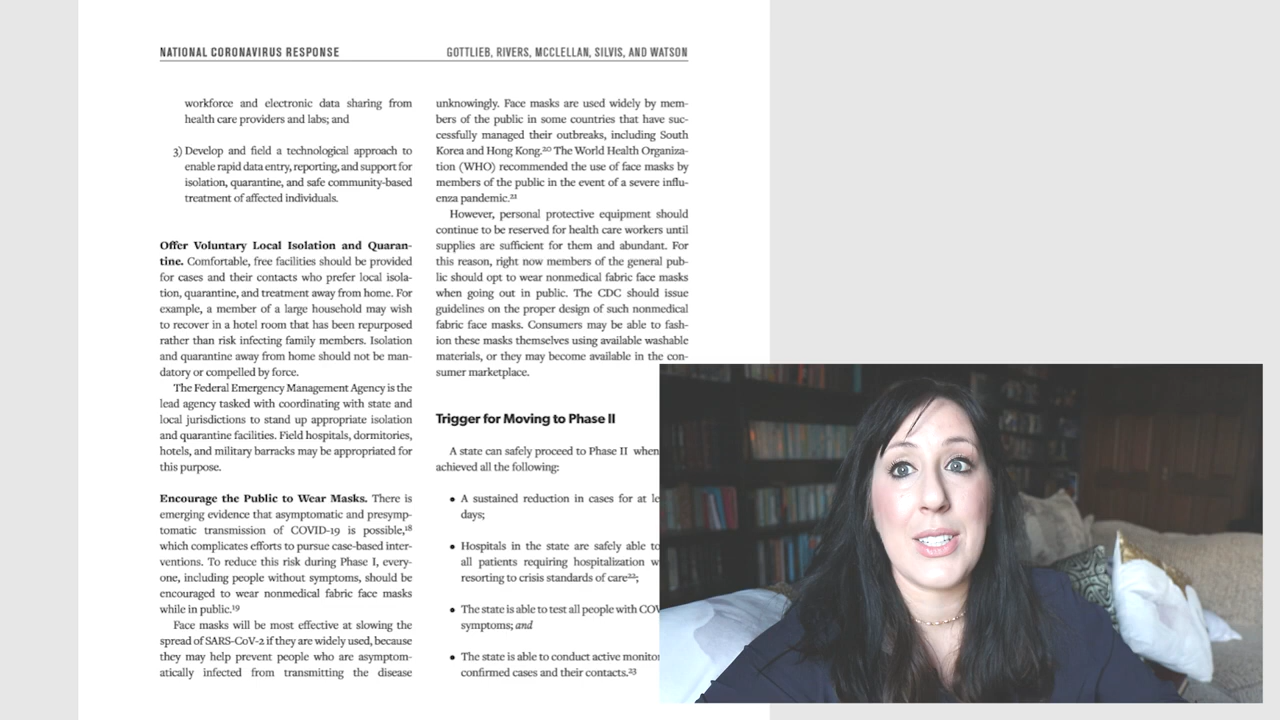 NATIONAL CORONAVIRUS RESPONSE
GOTTLIEB, RIVERS, MCCLELLAN, SILVIS, AND WATSON
workforce and electronic data sharing from
health care providers and labs; and
3) Develop and field a technological approach to
enable rapid data entry, reporting, and support for
isolation, quarantine, and safe community-based
treatment of affected individuals.
Offer Voluntary Local Isolation and Quaran-
tine. Comfortable, free facilities should be provided
for cases and their contacts who prefer local isola-
tion, quarantine, and treatment away from home. For
example, a member of a large household may wish
to recover in a hotel room that has been repurposed
rather than risk infecting family members. Isolation
and quarantine away from home should not be man-
datory or compelled by force.
The Federal Emergency Management Agency is the
lead agency tasked with coordinating with state and
local jurisdictions to stand up appropriate isolation
and quarantine facilities. Field hospitals, dormitories,
hotels, and military barracks may be appropriated for
this purpose.
Encourage the Public to Wear Masks. There is
emerging evidence that asymptomatic and presymp-
tomatic transmission of COVID-19 is possible,¹⁸
which complicates efforts to pursue case-based inter-
ventions. To reduce this risk during Phase I, every-
one, including people without symptoms, should be
encouraged to wear nonmedical fabric face masks
while in public.¹⁹
Face masks will be most effective at slowing the
spread of SARS-CoV-2 if they are widely used, because
they may help prevent people who are asymptom-
atically infected from transmitting the disease
unknowingly. Face masks are used widely by mem-
bers of the public in some countries that have suc-
cessfully managed their outbreaks, including South
Korea and Hong Kong.²⁰ The World Health Organiza-
tion (WHO) recommended the use of face masks by
members of the public in the event of a severe influ-
enza pandemic.²¹
However, personal protective equipment should
continue to be reserved for health care workers until
supplies are sufficient for them and abundant. For
this reason, right now members of the general pub-
lic should opt to wear nonmedical fabric face masks
when going out in public. The CDC should issue
guidelines on the proper design of such nonmedical
fabric face masks. Consumers may be able to fash-
ion these masks themselves using available washable
materials, or they may become available in the con-
sumer marketplace.
Trigger for Moving to Phase II
A state can safely proceed to Phase II when
achieved all the following:
• A sustained reduction in cases for at le
days;
• Hospitals in the state are safely able to
all patients requiring hospitalization w
resorting to crisis standards of care²²;
• The state is able to test all people with COV
symptoms; and
• The state is able to conduct active monitor
confirmed cases and their contacts.²³